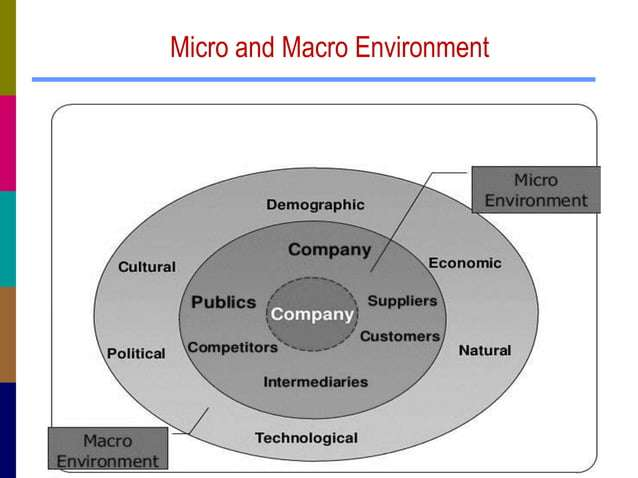 Micro and Macro Environment
Micro
Environment
Demographic
Company
Cultural
Economic
Publics
Suppliers
Company
Customers
Competitors
Political
Natural
Intermediaries
Technological
Macro
Environment